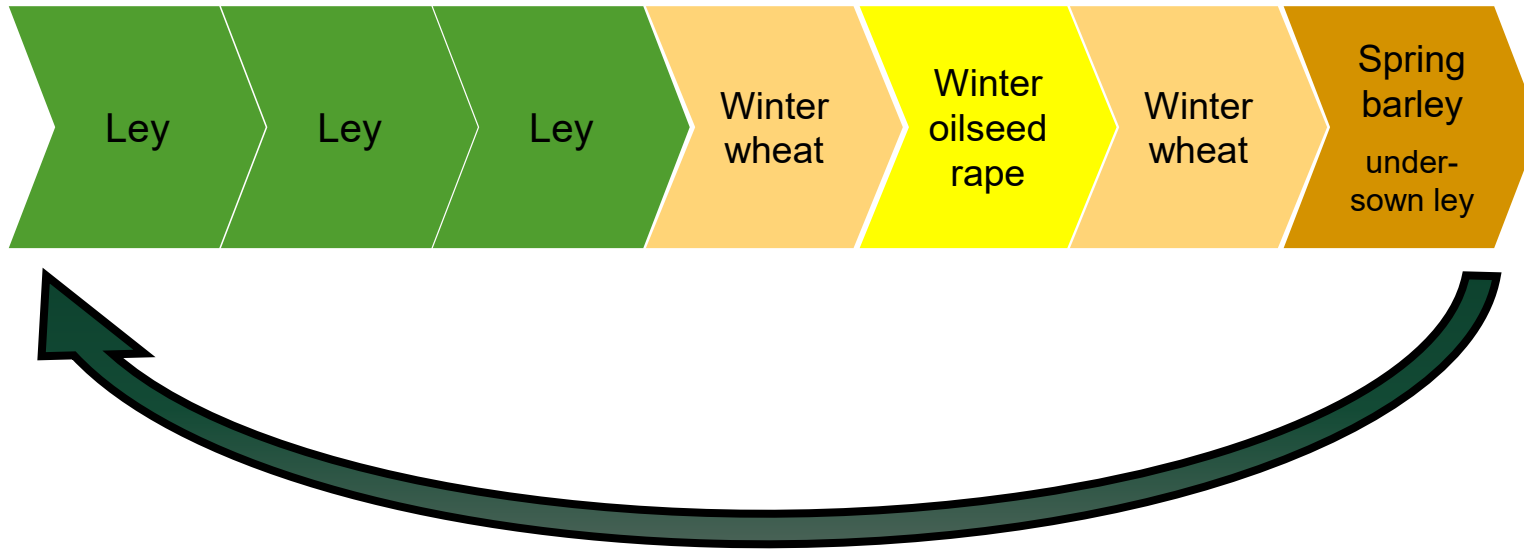 Ley
Ley
Ley
Winter
wheat
Winter
oilseed
rape
Winter
wheat
Spring
barley
under-
sown ley